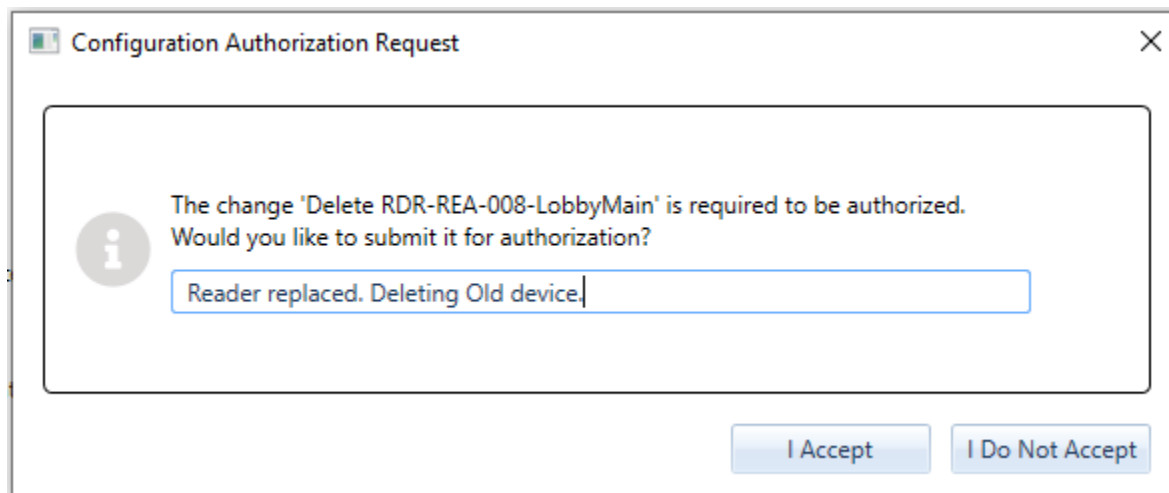 Configuration Authorization Request
The change 'Delete RDR-REA-008-LobbyMain' is required to be authorized.
Would you like to submit it for authorization?
Reader replaced. Deleting Old device.
I Accept
I Do Not Accept